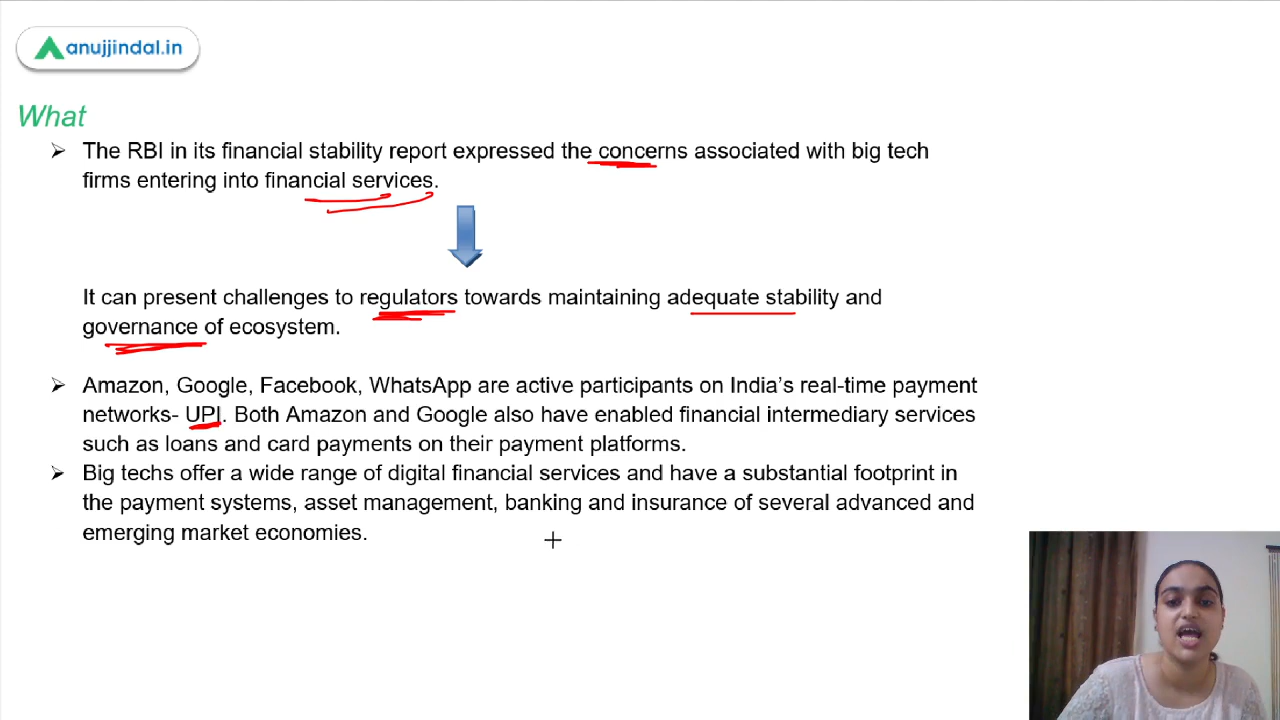 anujjindal.in
What
The RBI in its financial stability report expressed the concerns associated with big tech
firms entering into financial services.
It can present challenges to regulators towards maintaining adequate stability and
governance of ecosystem.
Amazon, Google, Facebook, WhatsApp are active participants on India's real-time payment
networks- UPI. Both Amazon and Google also have enabled financial intermediary services
such as loans and card payments on their payment platforms.
Big techs offer a wide range of digital financial services and have a substantial footprint in
the payment systems, asset management, banking and insurance of several advanced and
emerging market economies.